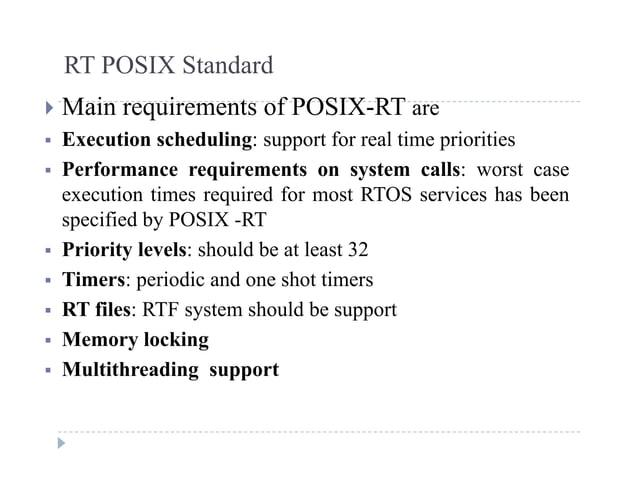 RT POSIX Standard
Main requirements of POSIX-RT are
Execution scheduling: support for real time priorities
Performance requirements on system calls: worst case
execution times required for most RTOS services has been
specified by POSIX -RT
Priority levels: should be at least 32
Timers: periodic and one shot timers
RT files: RTF system should be support
Memory locking
Multithreading  support